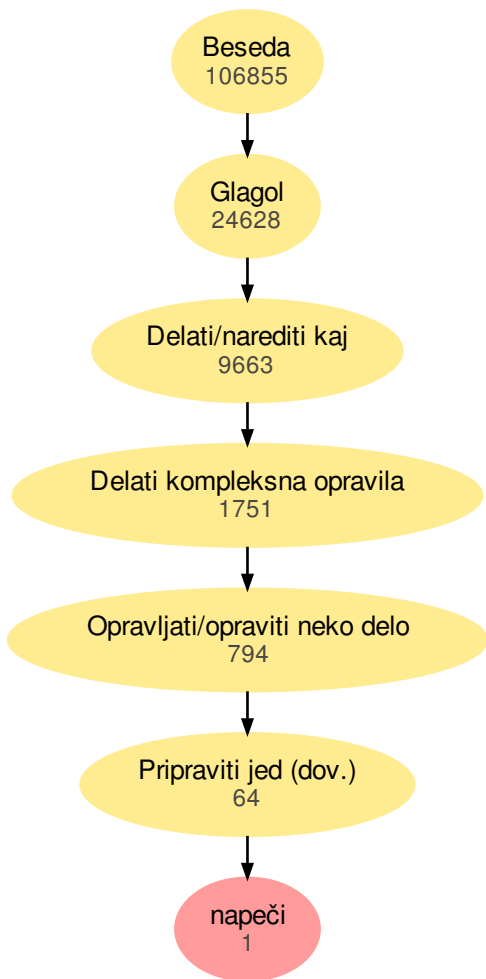 Beseda
106855
Glagol
24628
Delati/narediti kaj
9663
Delati kompleksna opravila
1751
Opravljati/opraviti neko delo
794
Pripraviti jed (dov.)
64
napeči
1